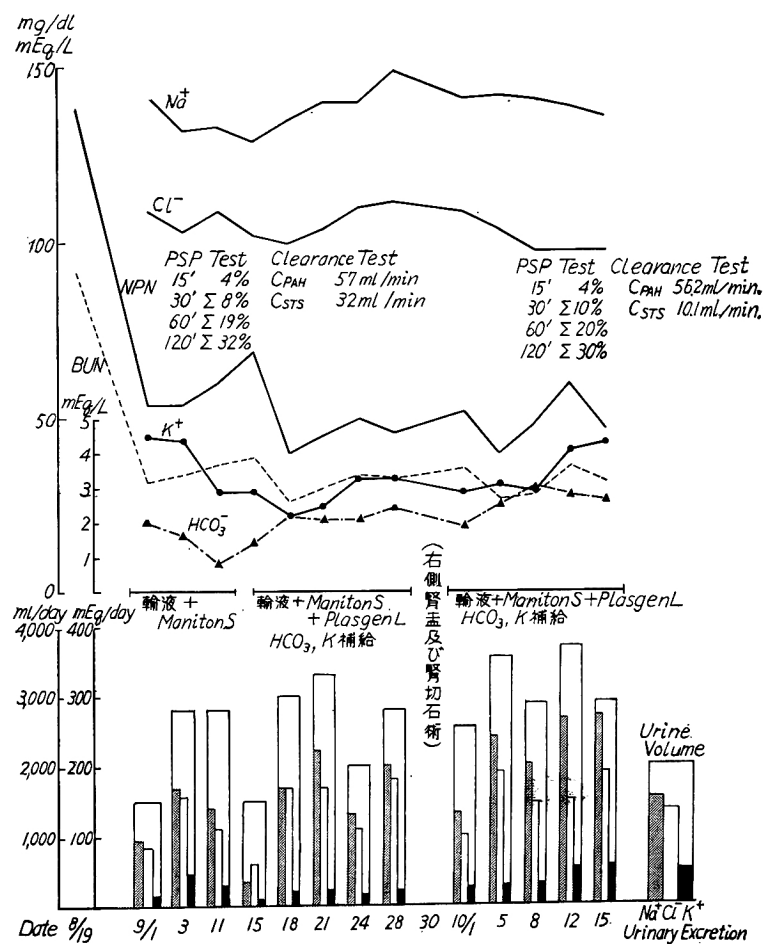 mg/dl
mEq/L
150
Na⁺
Cl⁻
100
NPN
PSP Test
15' 4%
30' Σ 8%
60' Σ 19%
120' Σ 32%
Clearance Test
CPAH 57 ml/min
CSTS 32 ml/min
PSP Test
15' 4%
30' Σ 10%
60' Σ 20%
120' Σ 30%
Clearance Test
CPAH 56.2 ml/min.
CSTS 10.1 ml/min.
BUN
mEq/L
50
5
4
3
2
1
0
K⁺
HCO₃⁻
輸液 +
ManitonS
輸液+ManitonS
+PlasgenL
HCO₃, K補給
(右側腎盂及び腎切石術)
輸液+ManitonS+PlasgenL
HCO₃, K補給
ml/day mEq/day
4,000 400
3,000 300
2,000 200
1,000 100
Urine
Volume
Na⁺Cl⁻K⁺
Urinary Excretion
Date 8/19 9/1 3 11 15 18 21 24 28 30 10/1 5 8 12 15